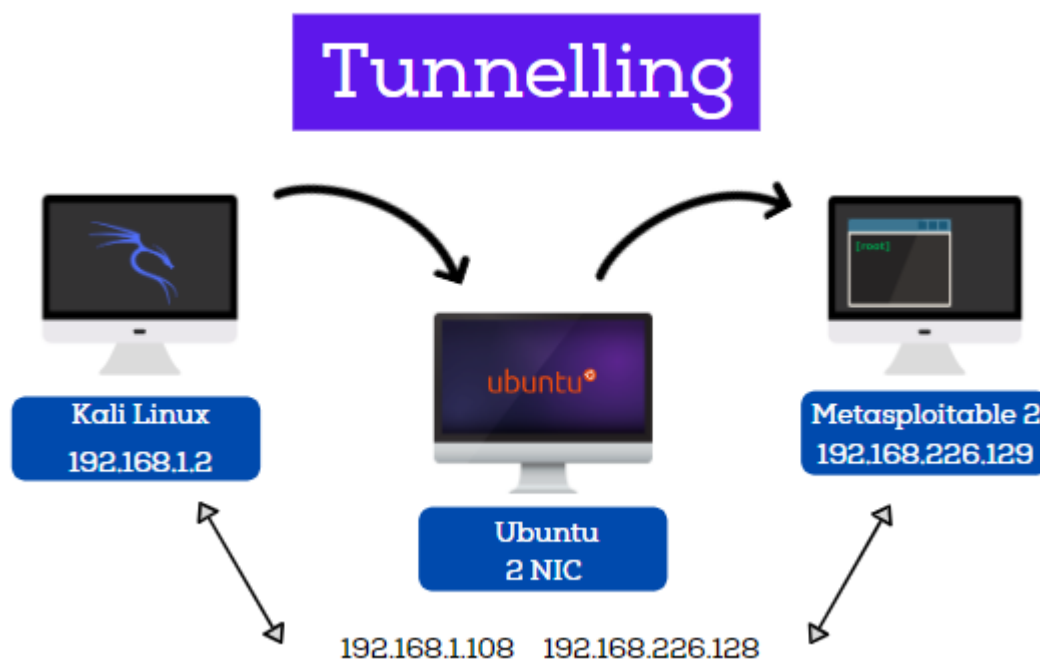 Tunnelling
[root]
ubuntu
Kali Linux
192.168.1.2
Metasploitable 2
192.168.226.129
Ubuntu
2 NIC
192.168.1.108 192.168.226.128